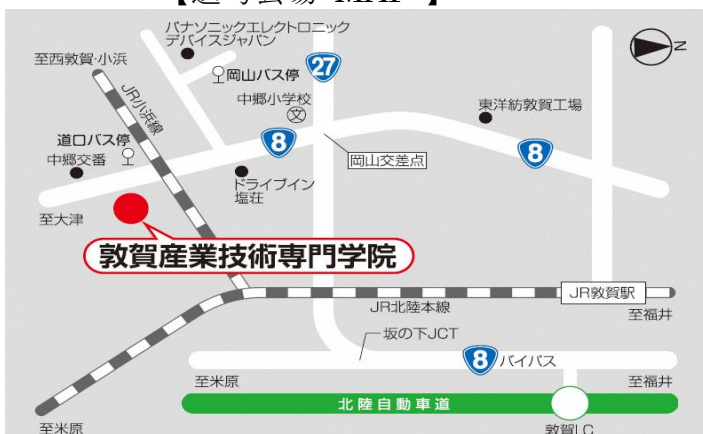 【選考会場 MAP 】
パナソニックエレクトロニック
デバイスジャパン
至西敦賀・小浜
岡山バス停
27
N
JR小浜線
中郷小学校
文
東洋紡敦賀工場
道口バス停
8
8
中郷交番
岡山交差点
ドライブイン
塩荘
至大津
敦賀産業技術専門学院
JR敦賀駅
JR北陸本線
至福井
坂の下JCT
8 バイパス
至米原
至福井
北陸自動車道
至米原
敦賀I.C